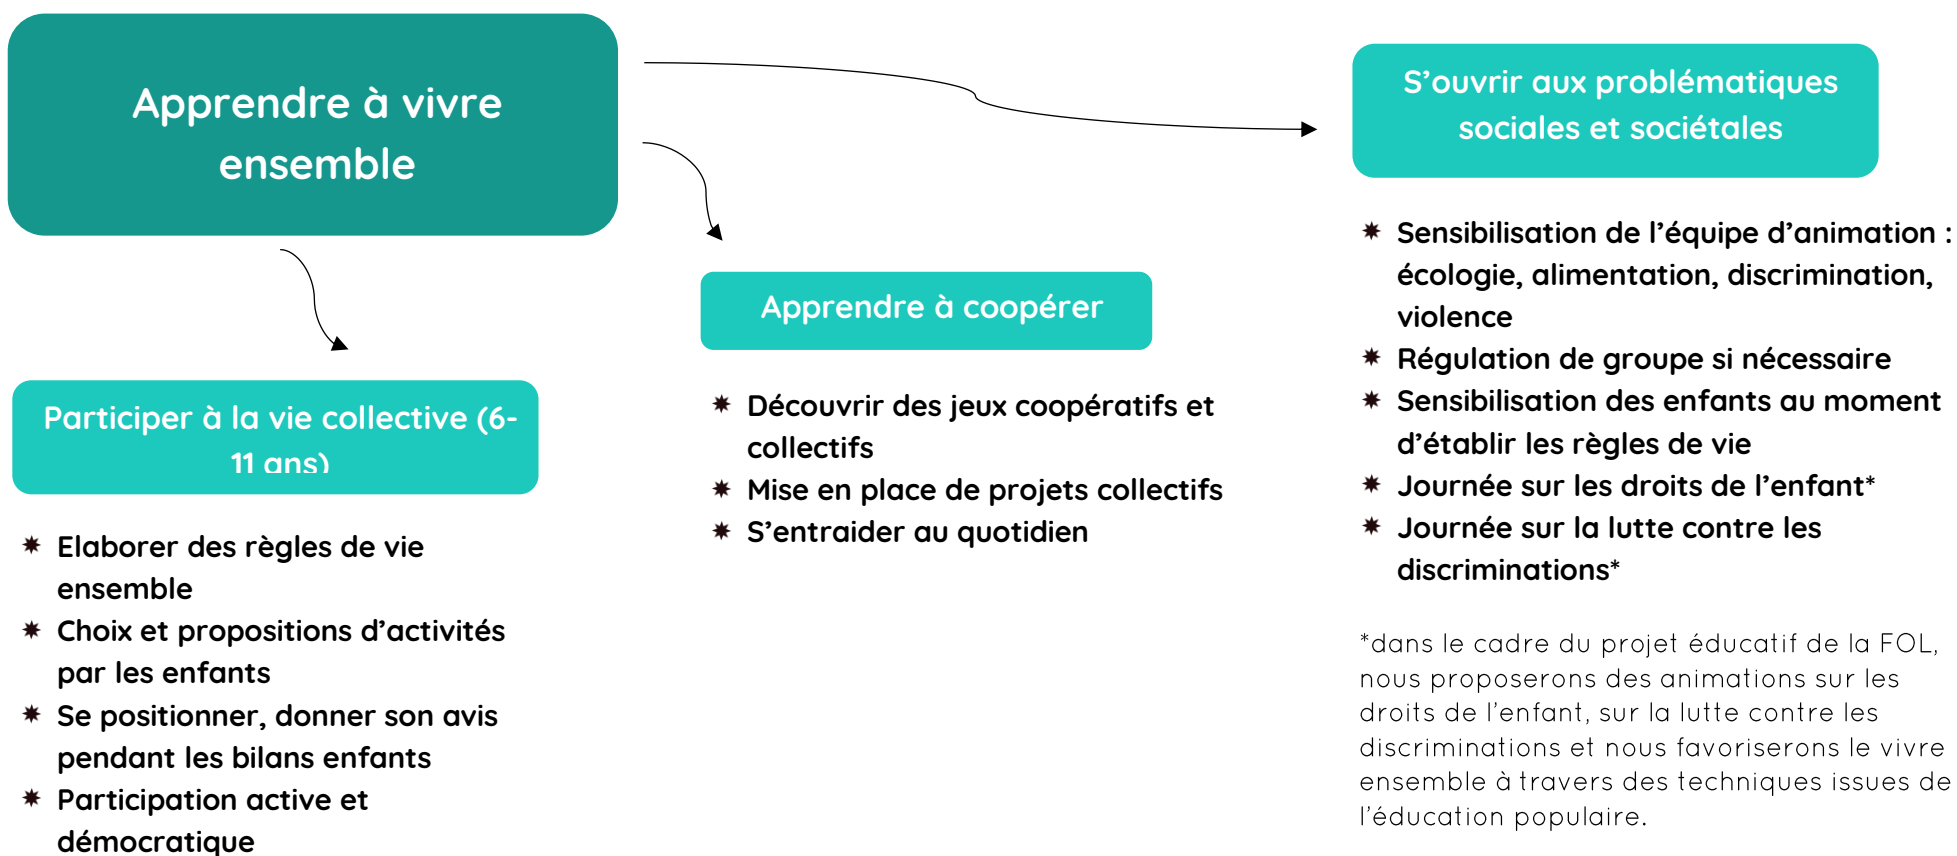 Apprendre à vivre
ensemble
S'ouvrir aux problématiques
sociales et sociétales
✷ Sensibilisation de l'équipe d'animation :
écologie, alimentation, discrimination,
violence
✷ Régulation de groupe si nécessaire
✷ Sensibilisation des enfants au moment
d'établir les règles de vie
✷ Journée sur les droits de l'enfant*
✷ Journée sur la lutte contre les
discriminations*
*dans le cadre du projet éducatif de la FOL,
nous proposerons des animations sur les
droits de l'enfant, sur la lutte contre les
discriminations et nous favoriserons le vivre
ensemble à travers des techniques issues de
l'éducation populaire.
Apprendre à coopérer
✷ Découvrir des jeux coopératifs et
collectifs
✷ Mise en place de projets collectifs
✷ S'entraider au quotidien
Participer à la vie collective (6-
11 ans)
✷ Elaborer des règles de vie
ensemble
✷ Choix et propositions d'activités
par les enfants
✷ Se positionner, donner son avis
pendant les bilans enfants
✷ Participation active et
démocratique